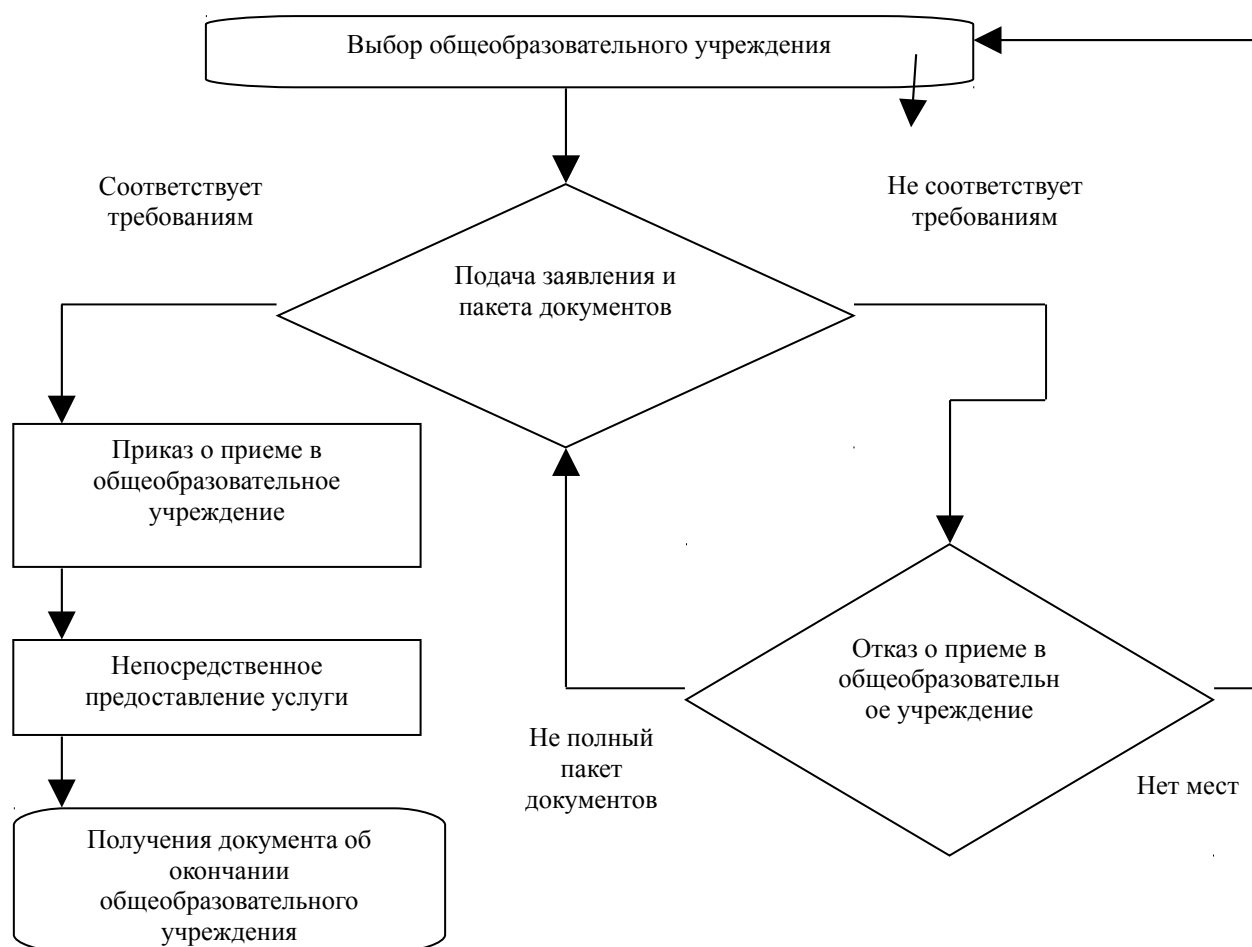 Выбор общеобразовательного учреждения
Соответствует
требованиям
Не соответствует
требованиям
Подача заявления и
пакета документов
Приказ о приеме в
общеобразовательное
учреждение
Непосредственное
предоставление услуги
Отказ о приеме в
общеобразовательн
ое учреждение
Не полный
пакет
документов
Нет мест
Получения документа об
окончании
общеобразовательного
учреждения